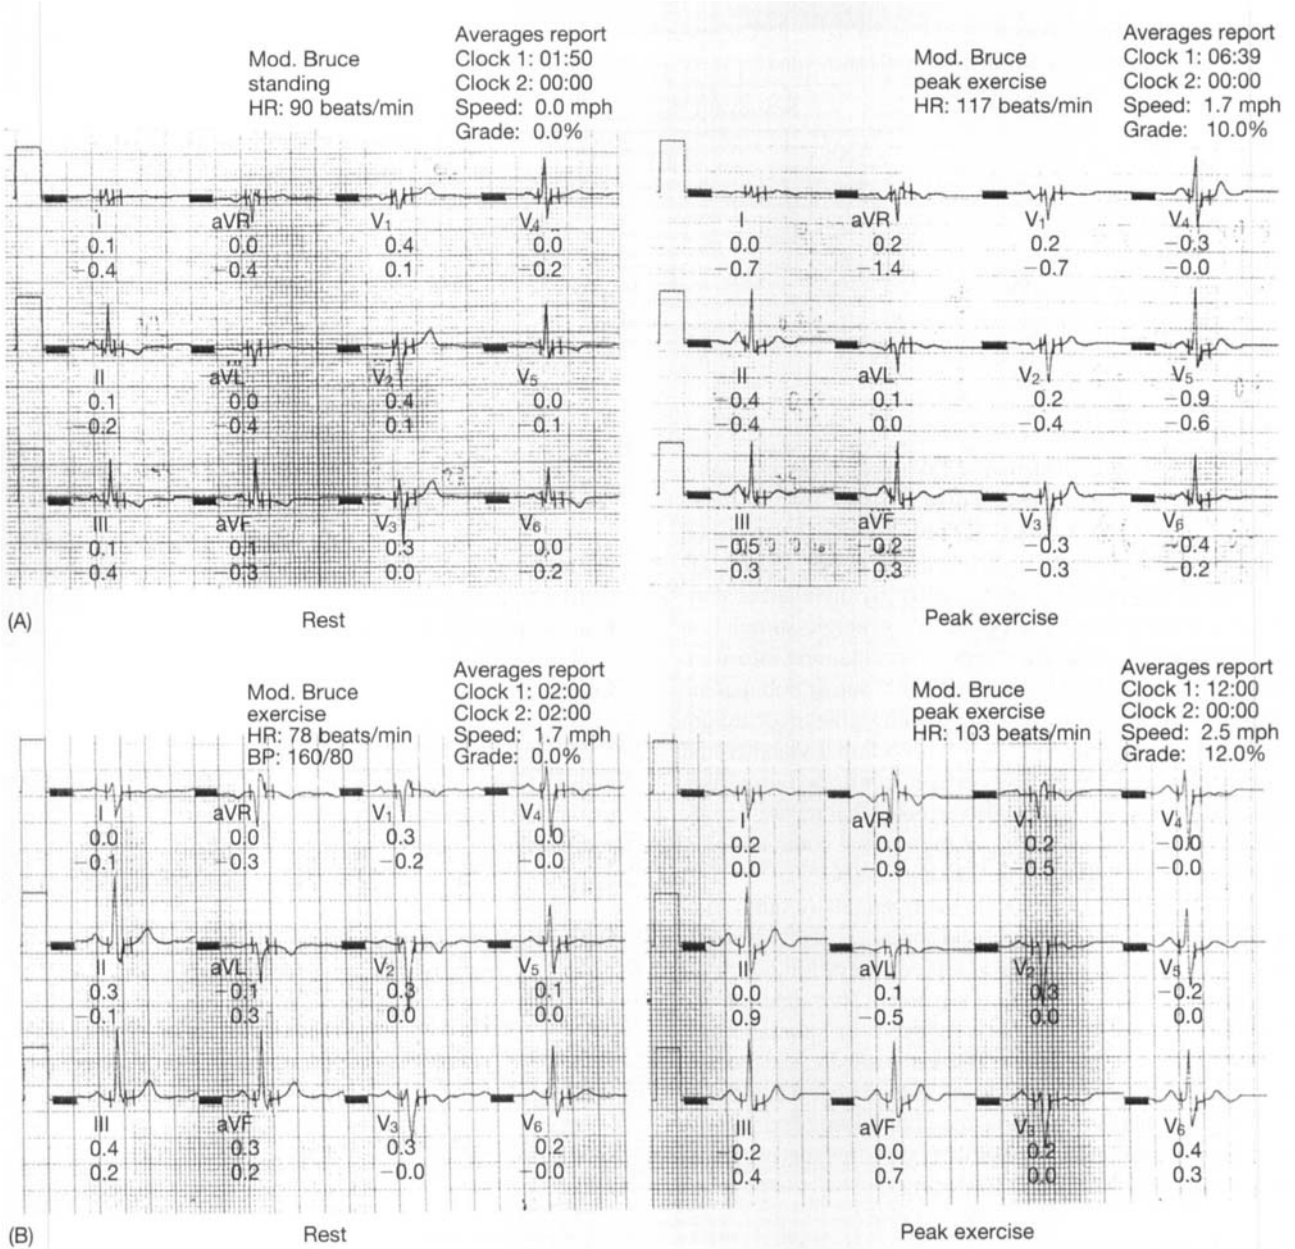 Mod. Bruce
standing
HR: 90 beats/min
Averages report
Clock 1: 01:50
Clock 2: 00:00
Speed: 0.0 mph
Grade: 0.0%
I aVR V1 V4
0.1 0.0 0.4 0.0
−0.4 −0.4 0.1 −0.2
II aVL V2 V5
0.1 0.0 0.4 0.0
−0.2 −0.4 0.1 −0.1
III aVF V3 V6
0.1 0.1 0.3 0.0
−0.4 −0.3 0.0 −0.2
(A)
Rest
Mod. Bruce
peak exercise
HR: 117 beats/min
Averages report
Clock 1: 06:39
Clock 2: 00:00
Speed: 1.7 mph
Grade: 10.0%
I aVR V1 V4
0.0 0.2 0.2 −0.3
−0.7 −1.4 −0.7 −0.0
II aVL V2 V5
−0.4 0.1 0.2 −0.9
−0.4 0.0 −0.4 −0.6
III aVF V3 V6
−0.5 −0.2 −0.3 −0.4
0.3 −0.3 −0.3 −0.2
Peak exercise
Mod. Bruce
exercise
HR: 78 beats/min
BP: 160/80
Averages report
Clock 1: 02:00
Clock 2: 02:00
Speed: 1.7 mph
Grade: 0.0%
I aVR V1 V4
0.0 0.0 0.3 0.0
−0.1 −0.3 −0.2 −0.0
II aVL V2 V5
0.3 −0.1 0.3 0.1
−0.1 0.3 0.0 0.0
III aVF V3 V6
0.4 0.3 0.3 0.2
0.2 0.2 −0.0 −0.0
(B)
Rest
Mod. Bruce
peak exercise
HR: 103 beats/min
Averages report
Clock 1: 12:00
Clock 2: 00:00
Speed: 2.5 mph
Grade: 12.0%
I aVR V1 V4
0.2 0.0 0.2 −0.0
0.0 −0.9 −0.5 −0.0
II aVL V2 V5
0.0 0.1 0.3 −0.2
0.9 −0.5 0.0 0.0
III aVF V3 V6
−0.2 0.0 0.2 0.4
0.4 0.7 0.0 0.3
Peak exercise